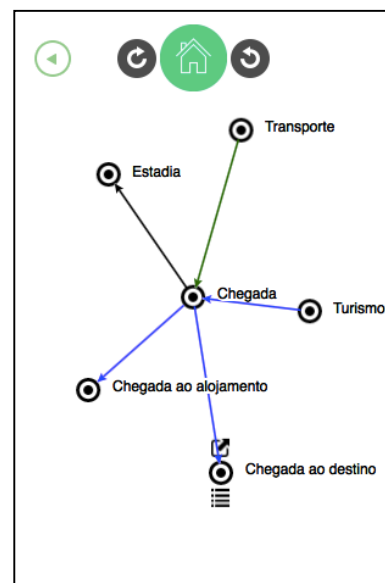 Transporte
Estadia
Chegada
Turismo
Chegada ao alojamento
Chegada ao destino